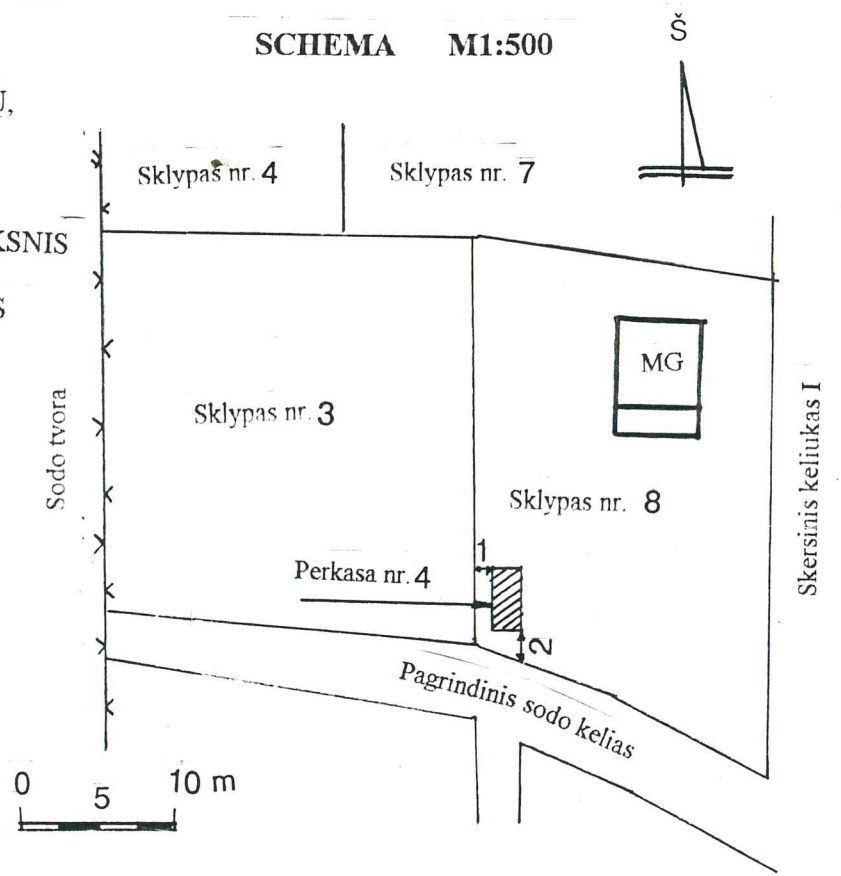 SCHEMA M1:500
Š
Ų,
Sklypas nr. 4
Sklypas nr. 7
KSNIS
S
MG
Sklypas nr. 3
Sodo tvora
Skersinis keliukas I
Sklypas nr. 8
1
Perkasa nr. 4
2
Pagrindinis sodo kelias
0 5 10 m